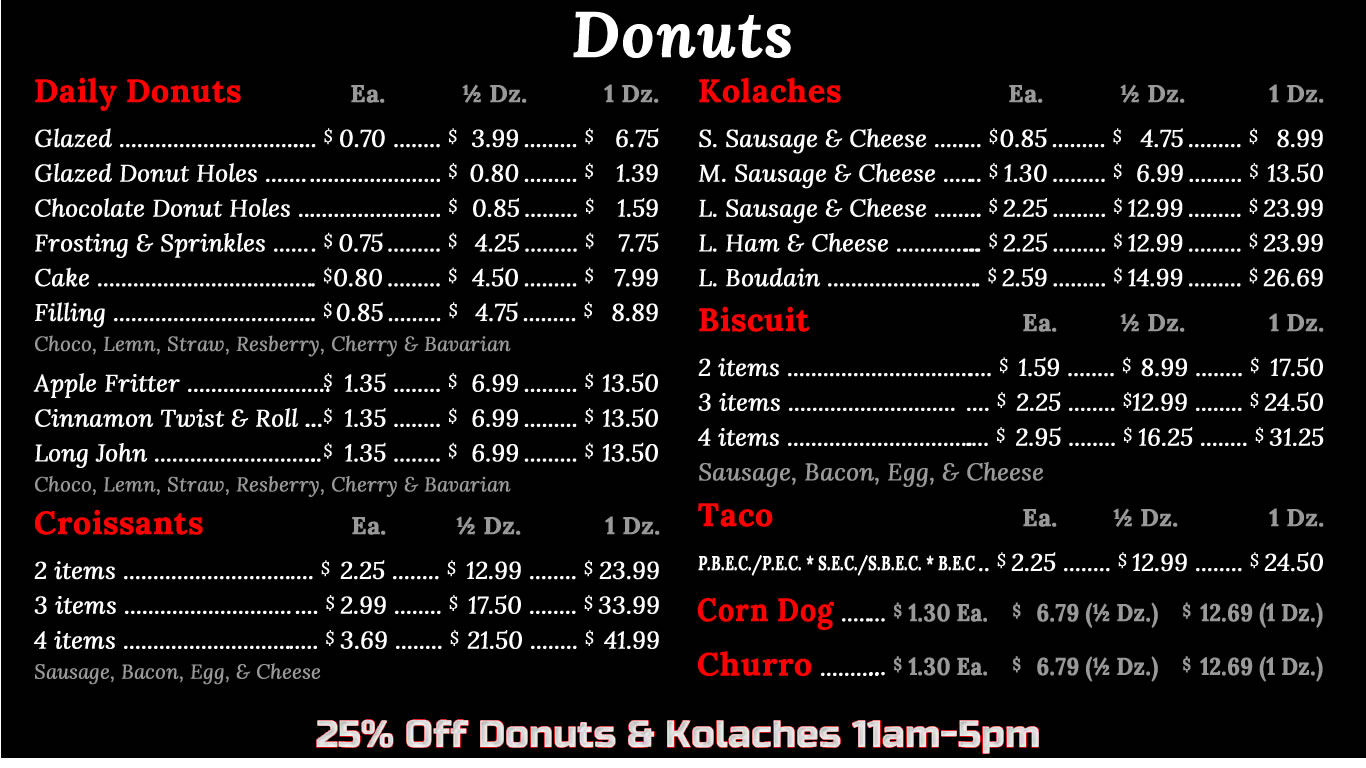 Donuts
Daily Donuts Ea. ½ Dz. 1 Dz.
Glazed ................................ $ 0.70 ........ $ 3.99 ......... $ 6.75
Glazed Donut Holes ............................. $ 0.80 ......... $ 1.39
Chocolate Donut Holes ........................ $ 0.85 ......... $ 1.59
Frosting & Sprinkles ....... $ 0.75 ......... $ 4.25 ......... $ 7.75
Cake ..................................... $0.80 ......... $ 4.50 ......... $ 7.99
Filling .................................. $ 0.85 ......... $ 4.75 ......... $ 8.89
Choco, Lemn, Straw, Resberry, Cherry & Bavarian
Apple Fritter ....................... $ 1.35 ........ $ 6.99 ......... $ 13.50
Cinnamon Twist & Roll ... $ 1.35 ........ $ 6.99 ......... $ 13.50
Long John ............................ $ 1.35 ........ $ 6.99 ......... $ 13.50
Choco, Lemn, Straw, Resberry, Cherry & Bavarian
Croissants Ea. ½ Dz. 1 Dz.
2 items ................................ $ 2.25 ........ $ 12.99 ........ $ 23.99
3 items ................................. $ 2.99 ........ $ 17.50 ........ $ 33.99
4 items ................................. $ 3.69 ........ $ 21.50 ........ $ 41.99
Sausage, Bacon, Egg, & Cheese
Kolaches Ea. ½ Dz. 1 Dz.
S. Sausage & Cheese ........ $0.85 ......... $ 4.75 ......... $ 8.99
M. Sausage & Cheese ...... $ 1.30 ......... $ 6.99 ......... $ 13.50
L. Sausage & Cheese ........ $ 2.25 ......... $ 12.99 ......... $ 23.99
L. Ham & Cheese .............. $ 2.25 ......... $ 12.99 ......... $ 23.99
L. Boudain .......................... $ 2.59 ......... $ 14.99 ......... $ 26.69
Biscuit Ea. ½ Dz. 1 Dz.
2 items .................................. $ 1.59 ........ $ 8.99 ........ $ 17.50
3 items ............................ .... $ 2.25 ........ $12.99 ........ $ 24.50
4 items .................................. $ 2.95 ........ $ 16.25 ........ $ 31.25
Sausage, Bacon, Egg, & Cheese
Taco Ea. ½ Dz. 1 Dz.
P.B.E.C./P.E.C. * S.E.C./S.B.E.C. * B.E.C .. $ 2.25 ........ $ 12.99 ........ $ 24.50
Corn Dog ........ $ 1.30 Ea. $ 6.79 (½ Dz.) $ 12.69 (1 Dz.)
Churro ........... $ 1.30 Ea. $ 6.79 (½ Dz.) $ 12.69 (1 Dz.)
25% Off Donuts & Kolaches 11am-5pm